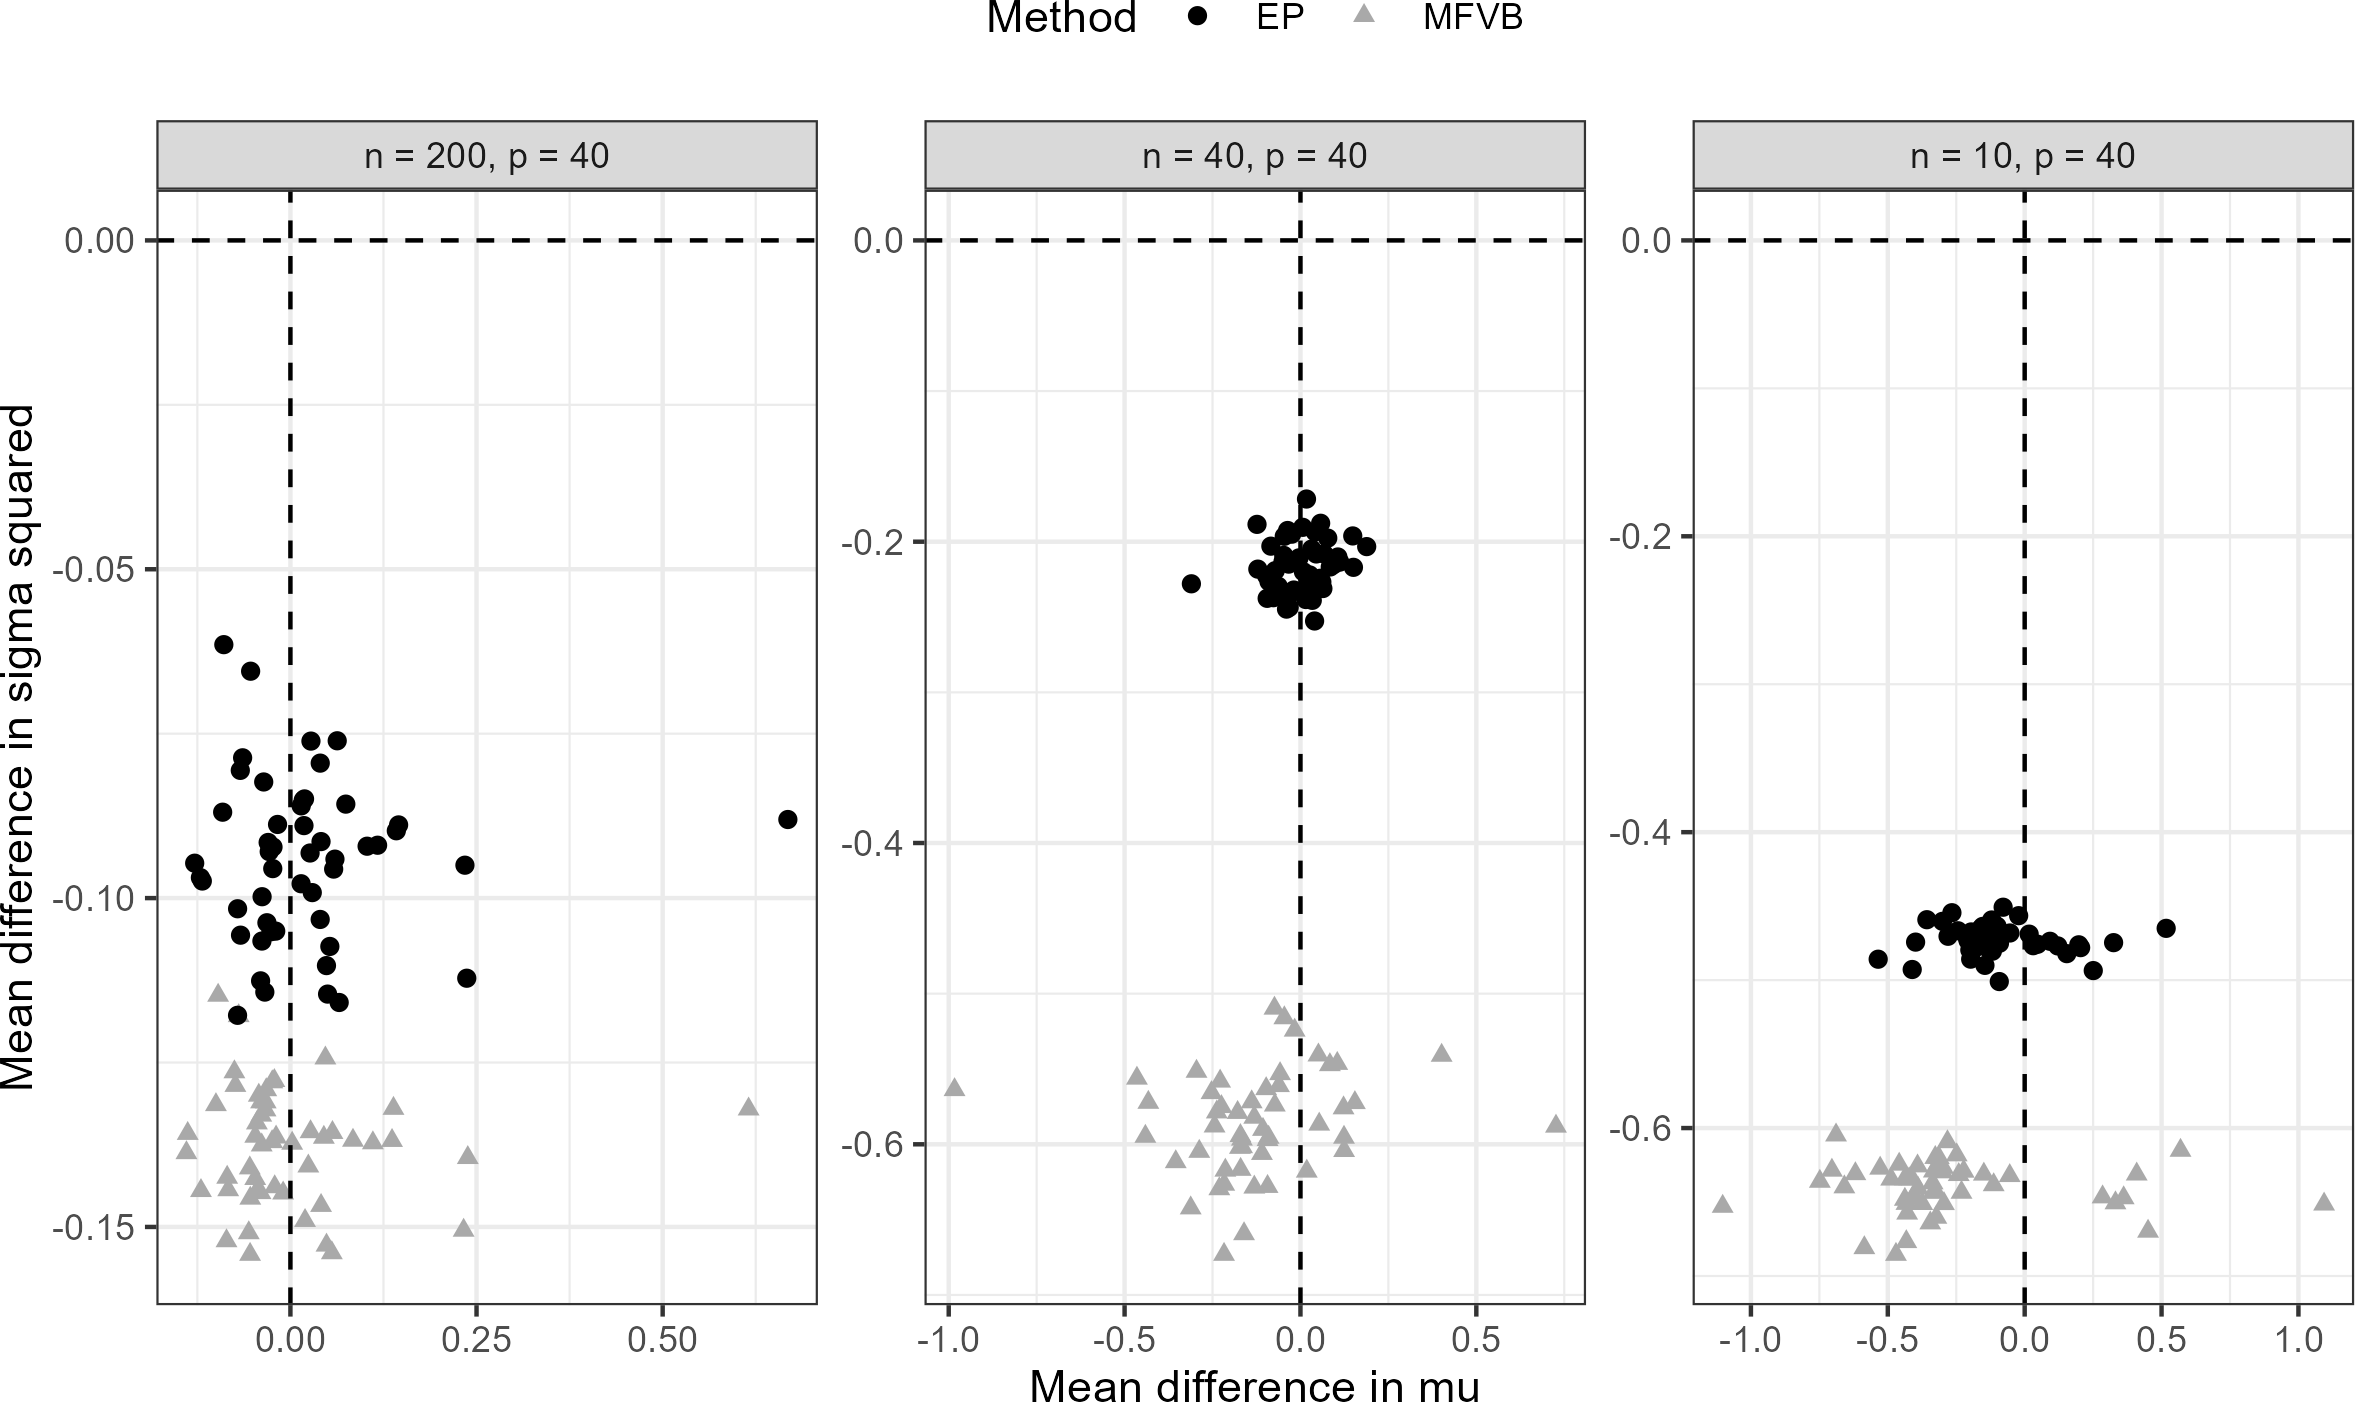 Method EP MFVB
n = 200, p = 40
n = 40, p = 40
n = 10, p = 40
Mean difference in sigma squared
0.00
-0.05
-0.10
-0.15
0.0
-0.2
-0.4
-0.6
0.0
-0.2
-0.4
-0.6
0.00 0.25 0.50
-1.0 -0.5 0.0 0.5
-1.0 -0.5 0.0 0.5 1.0
Mean difference in mu